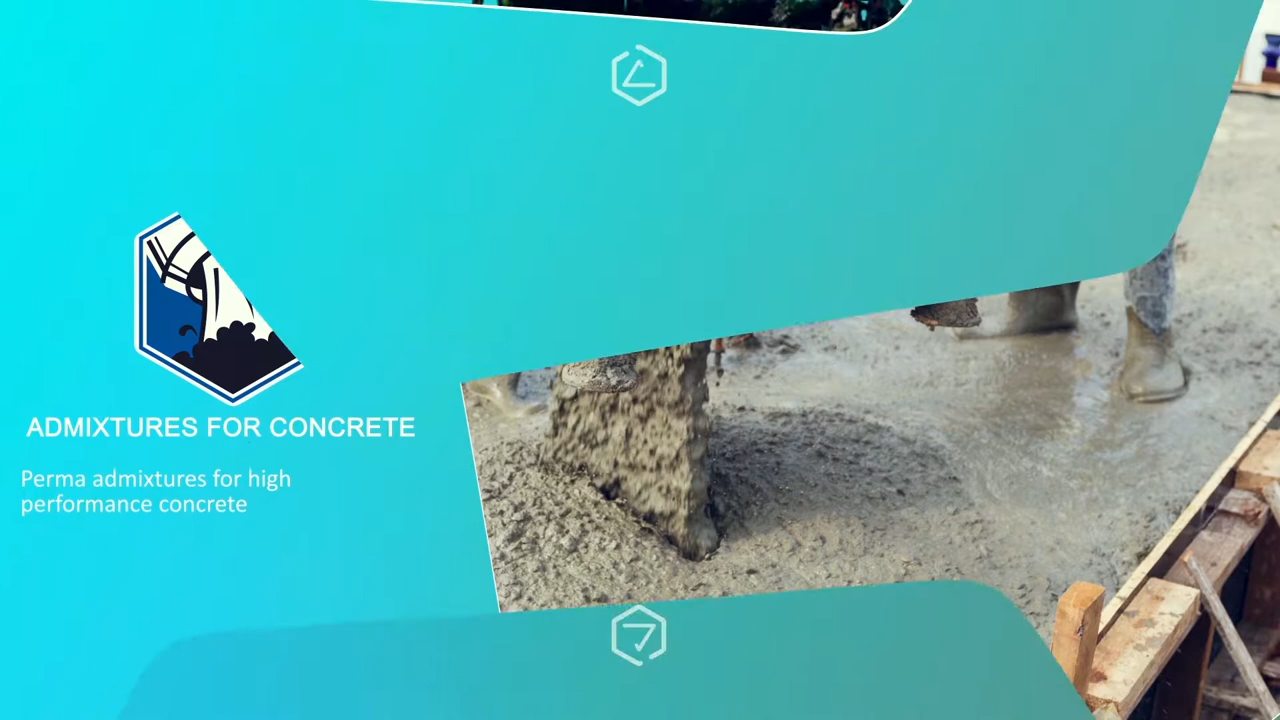 ADMIXTURES FOR CONCRETE
Perma admixtures for high
performance concrete